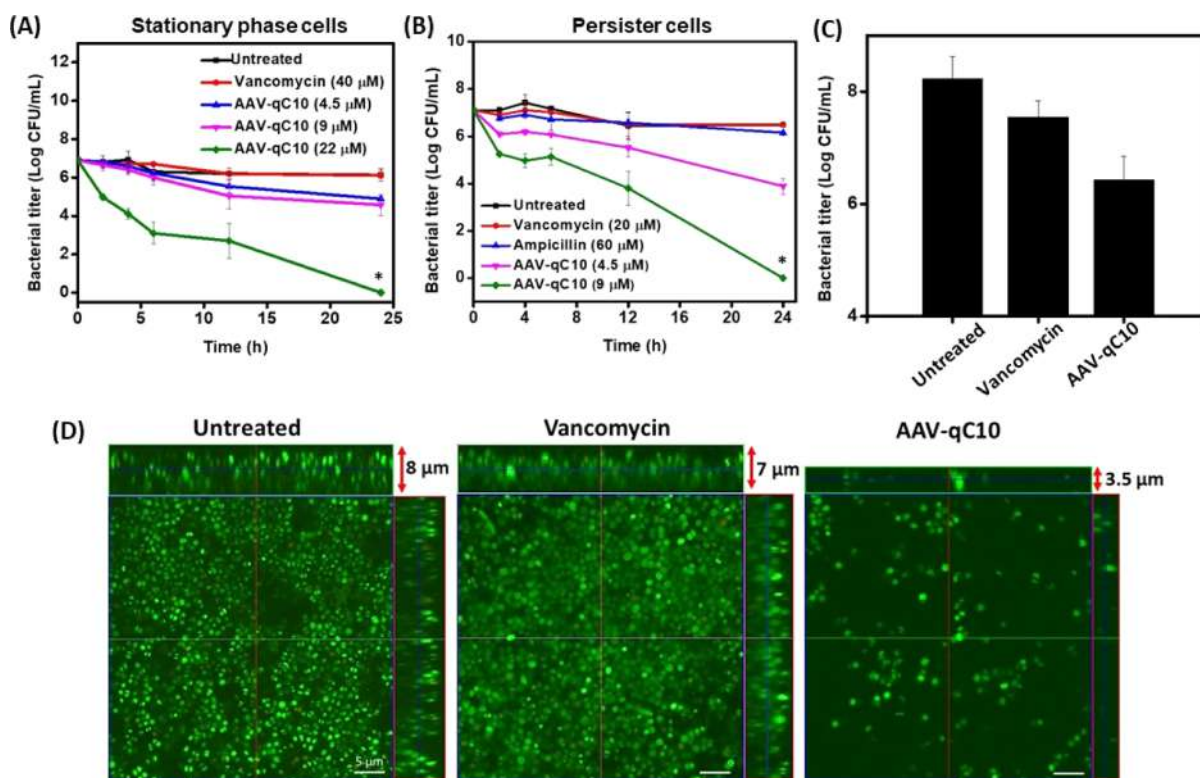 (A) Stationary phase cells
Bacterial titer (Log CFU/mL)
12
10
8
6
4
2
0
Untreated
Vancomycin (40 μM)
AAV-qC10 (4.5 μM)
AAV-qC10 (9 μM)
AAV-qC10 (22 μM)
*
0 5 10 15 20 25
Time (h)
(B) Persister cells
Bacterial titer (Log CFU/mL)
10
8
6
4
2
0
Untreated
Vancomycin (20 μM)
Ampicillin (60 μM)
AAV-qC10 (4.5 μM)
AAV-qC10 (9 μM)
*
0 4 8 12 16 20 24
Time (h)
(C)
Bacterial titer (Log CFU/mL)
8
6
4
Untreated
Vancomycin
AAV-qC10
(D)
Untreated
8 μm
5 μm
Vancomycin
7 μm
AAV-qC10
3.5 μm